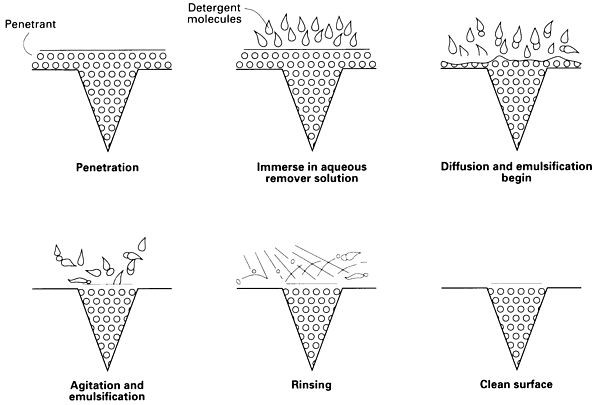 Penetrant
Detergent
molecules
Penetration
Immerse in aqueous
remover solution
Diffusion and emulsification
begin
Agitation and
emulsification
Rinsing
Clean surface